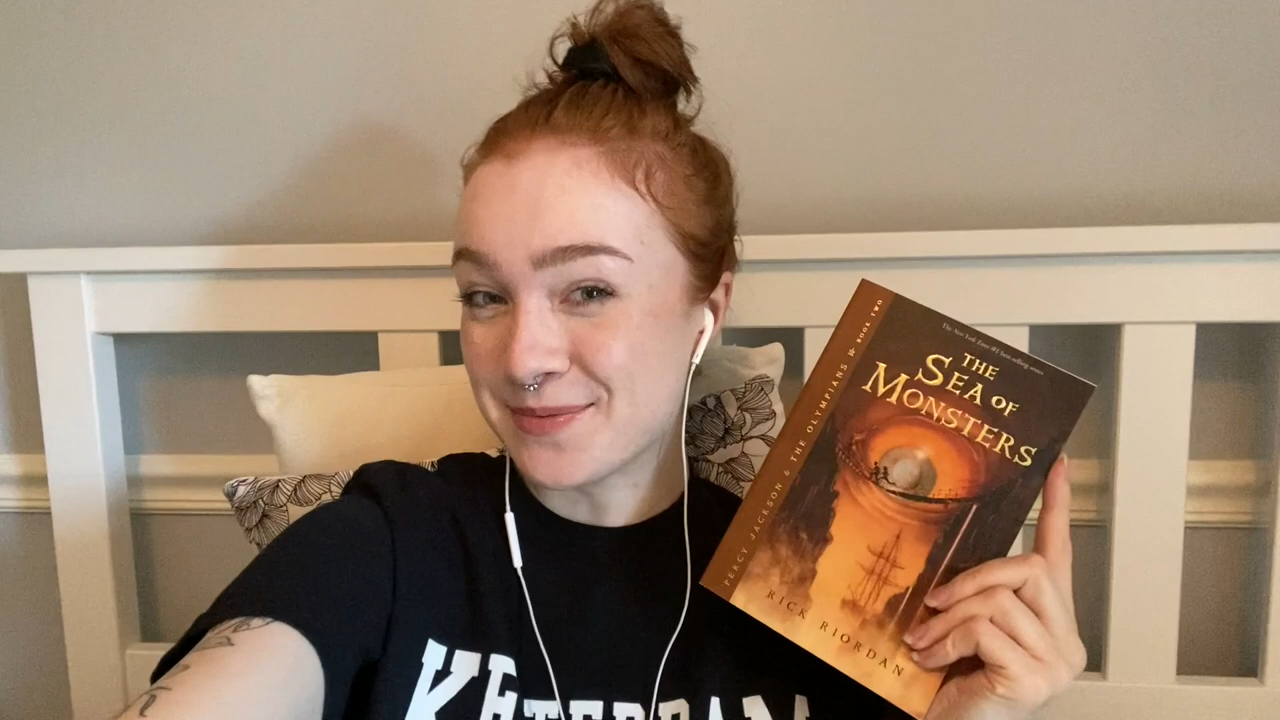 The New York Times #1 best-selling series
THE
SEA OF
MONSTERS
PERCY JACKSON & THE OLYMPIANS BOOK TWO
RICK RIORDAN
KETTERDAM